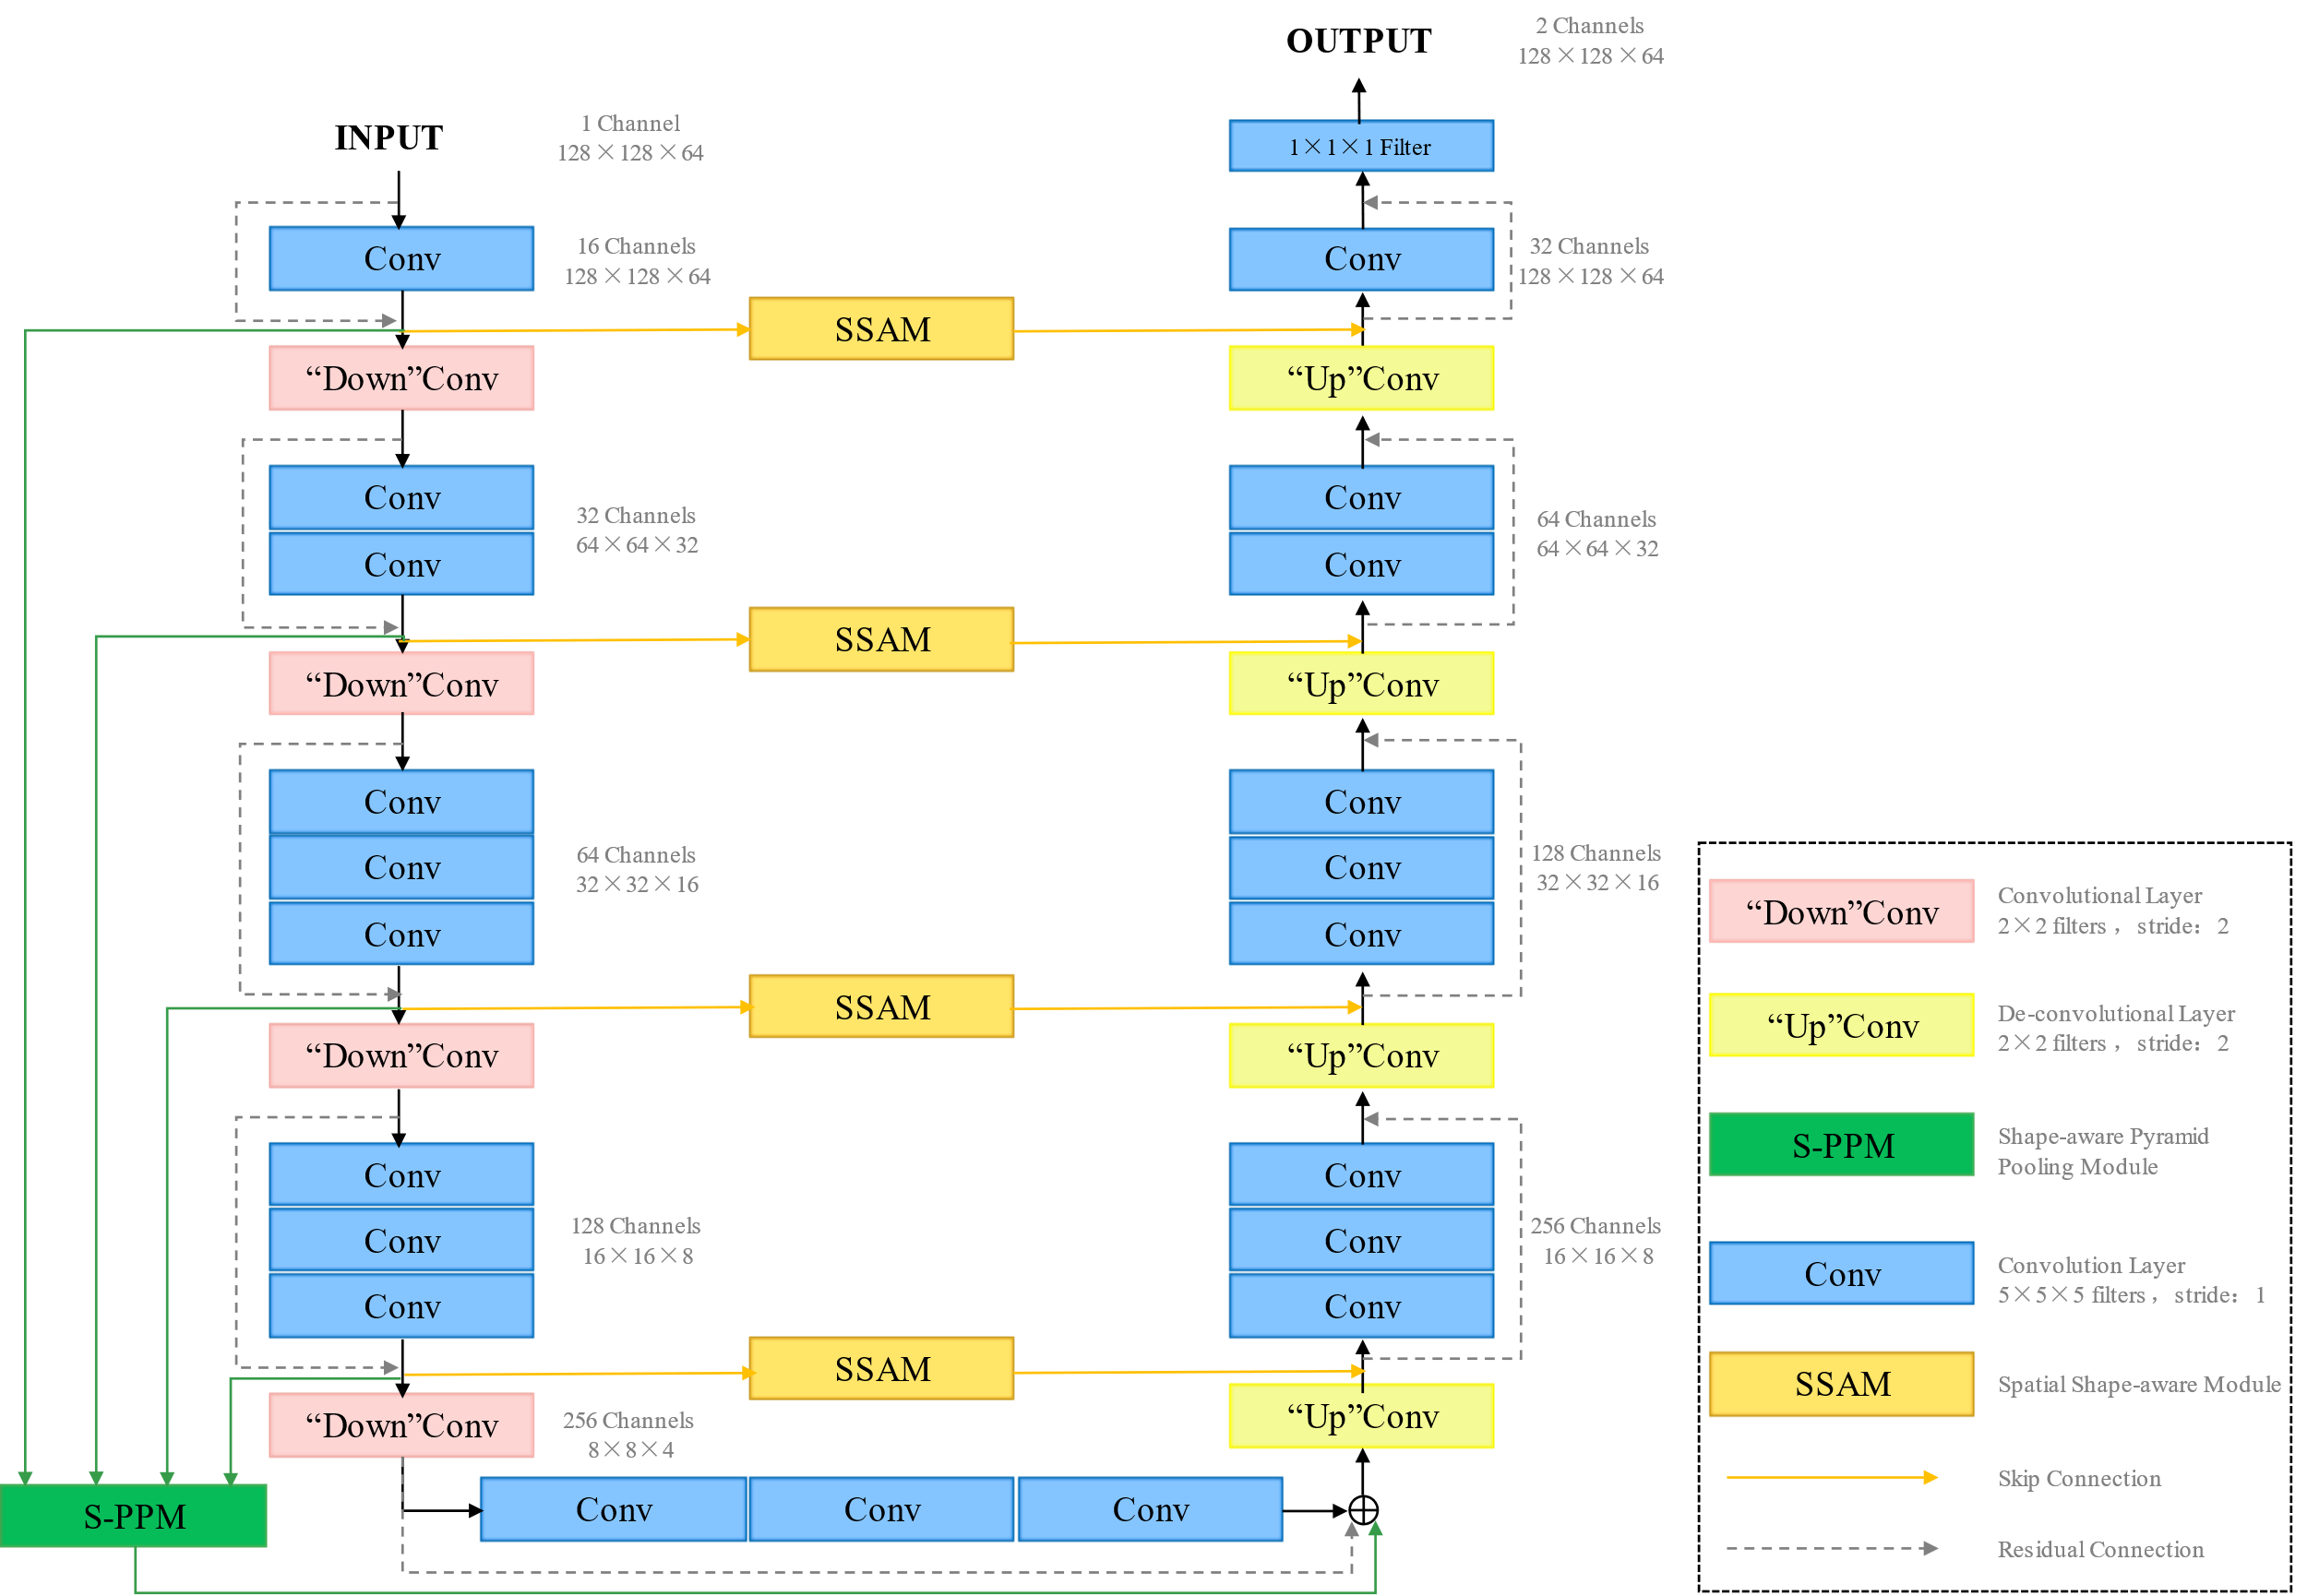 INPUT
1 Channel
128×128×64
Conv
16 Channels
128×128×64
“Down”Conv
Conv
Conv
32 Channels
64×64×32
“Down”Conv
Conv
Conv
Conv
64 Channels
32×32×16
“Down”Conv
Conv
Conv
Conv
128 Channels
16×16×8
“Down”Conv
256 Channels
8×8×4
S-PPM
Conv
Conv
Conv
SSAM
SSAM
SSAM
SSAM
OUTPUT
2 Channels
128×128×64
1×1×1 Filter
Conv
32 Channels
128×128×64
“Up”Conv
Conv
Conv
64 Channels
64×64×32
“Up”Conv
Conv
Conv
Conv
128 Channels
32×32×16
“Up”Conv
Conv
Conv
Conv
256 Channels
16×16×8
“Up”Conv
“Down”Conv
Convolutional Layer
2×2 filters， stride：2
“Up”Conv
De-convolutional Layer
2×2 filters， stride：2
S-PPM
Shape-aware Pyramid
Pooling Module
Conv
Convolution Layer
5×5×5 filters，stride：1
SSAM
Spatial Shape-aware Module
Skip Connection
Residual Connection